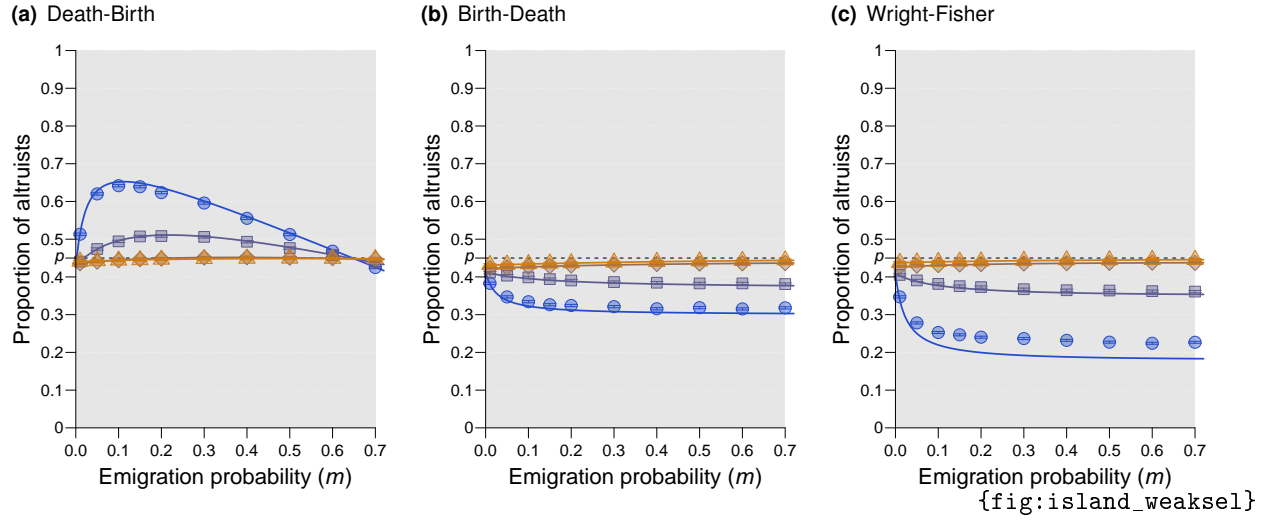 (a) Death-Birth
1
0.9
0.8
0.7
0.6
0.5
p
0.4
0.3
0.2
0.1
0
Proportion of altruists
0.0 0.1 0.2 0.3 0.4 0.5 0.6 0.7
Emigration probability (m)
(b) Birth-Death
1
0.9
0.8
0.7
0.6
0.5
p
0.4
0.3
0.2
0.1
0
Proportion of altruists
0.0 0.1 0.2 0.3 0.4 0.5 0.6 0.7
Emigration probability (m)
(c) Wright-Fisher
1
0.9
0.8
0.7
0.6
0.5
p
0.4
0.3
0.2
0.1
0
Proportion of altruists
0.0 0.1 0.2 0.3 0.4 0.5 0.6 0.7
Emigration probability (m)
{fig:island_weaksel}